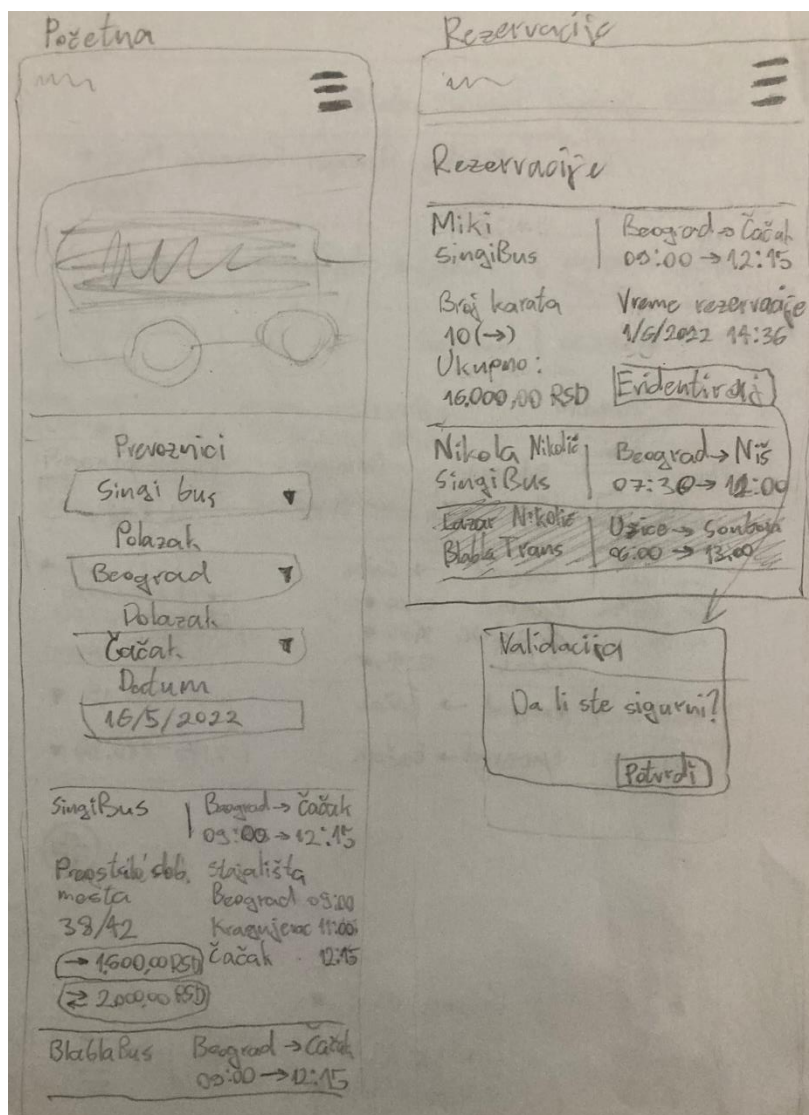 Početna
Prevoznici
Singi bus
Polazak
Beograd
Dolazak
Čačak
Datum
16/5/2022
SingiBus
Beograd → Čačak
09:00 → 12:15
Preostalo slob.
mesta
38/42
→ 1.600,00 RSD
⇄ 2.000,00 RSD
Stajališta
Beograd 09:00
Kragujevac 11:00
Čačak 12:15
BlaBlaBus
Beograd → Čačak
09:00 → 12:15
Rezervacije
Rezervacije
Miki
SingiBus
Beograd → Čačak
09:00 → 12:15
Broj karata
10 (→)
Ukupno:
16.000,00 RSD
Vreme rezervacije
1/6/2022 14:36
Evidentiraj
Nikola Nikolić
SingiBus
Beograd → Niš
07:30 →
Lazar Nikolić
BlaBla Trans
Užice →
06:00 → 13:00
Validacija
Da li ste sigurni?
Potvrdi